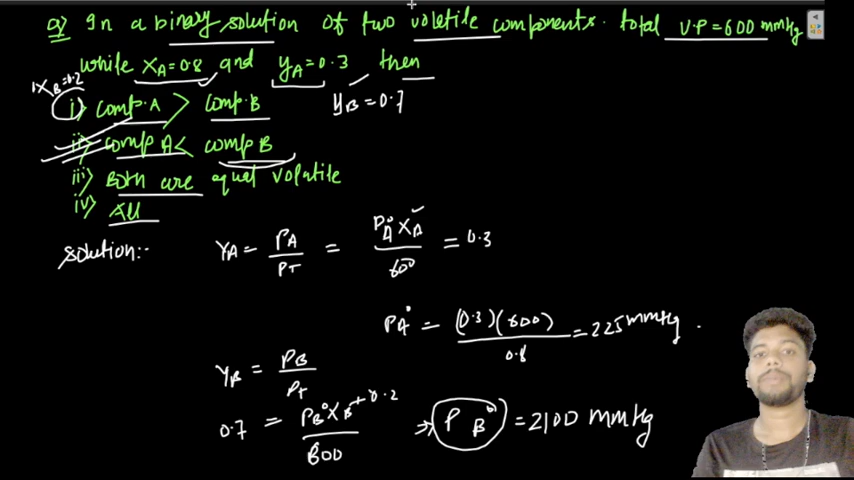 Q) In a binary solution of two volatile components. total V.P = 600 mmHg
while XA = 0.8 and yA = 0.3 then
XB = 0.2
i) comp. A > comp. B
yB = 0.7
ii) comp A < comp B
iii) Both are equal volatile
iv) All
solution:-
YA = PA / PT = PA° XA / 600 = 0.3
PA° = (0.3)(600) / 0.8 = 225 mmHg.
yB = PB / PT
0.7 = PB° XB → 0.2 / 600 ⇒ PB° = 2100 mmHg